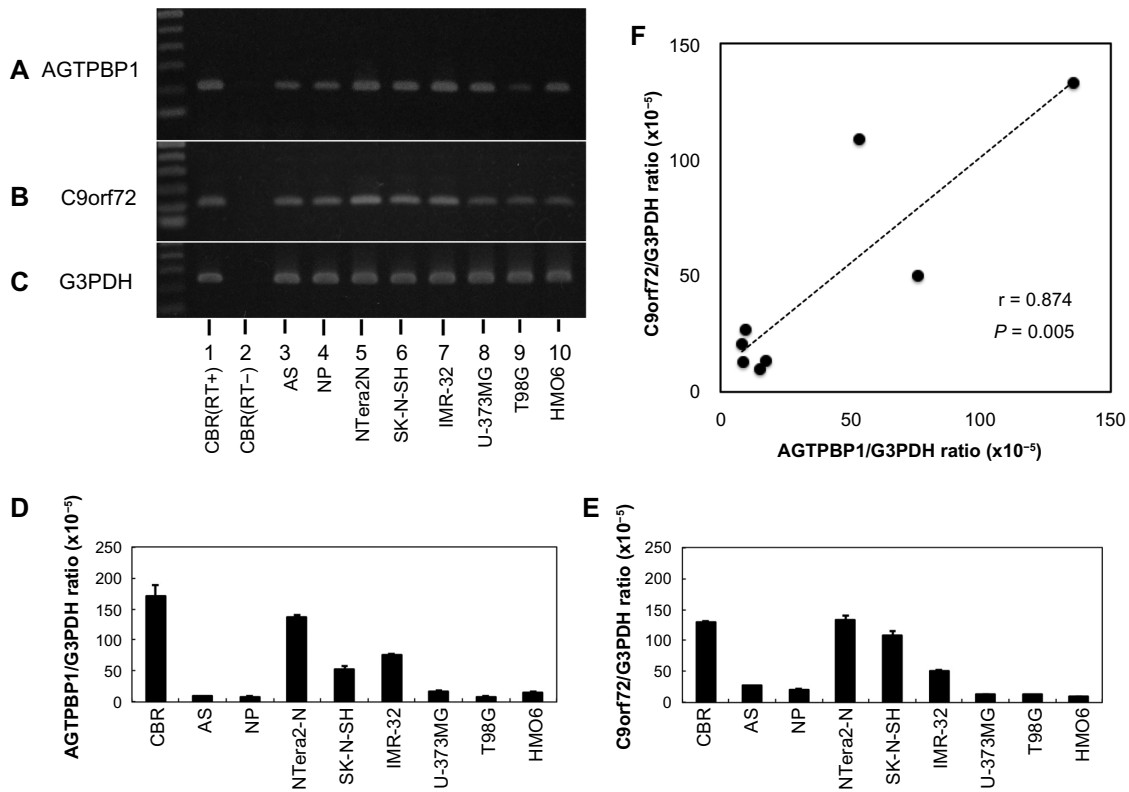 A AGTPBP1
B C9orf72
C G3PDH
1 2 3 4 5 6 7 8 9 10
CBR(RT+)
CBR(RT−)
AS
NP
NTera2N
SK-N-SH
IMR-32
U-373MG
T98G
HMO6
F
C9orf72/G3PDH ratio (x10⁻⁵)
150
100
50
0
r = 0.874
P = 0.005
0 50 100 150
AGTPBP1/G3PDH ratio (x10⁻⁵)
D
AGTPBP1/G3PDH ratio (x10⁻⁵)
250
200
150
100
50
0
CBR
AS
NP
NTera2-N
SK-N-SH
IMR-32
U-373MG
T98G
HMO6
E
C9orf72/G3PDH ratio (x10⁻⁵)
250
200
150
100
50
0
CBR
AS
NP
NTera2-N
SK-N-SH
IMR-32
U-373MG
T98G
HMO6